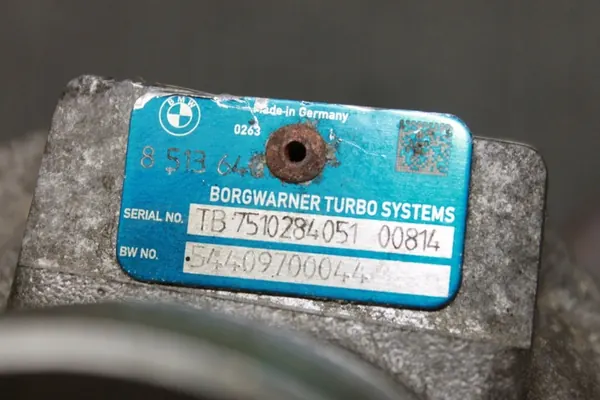 BMW
Made in Germany
0263
8 513 64
BORGWARNER TURBO SYSTEMS
SERIAL NO. TB 7510284051 00814
BW NO. 54409700044